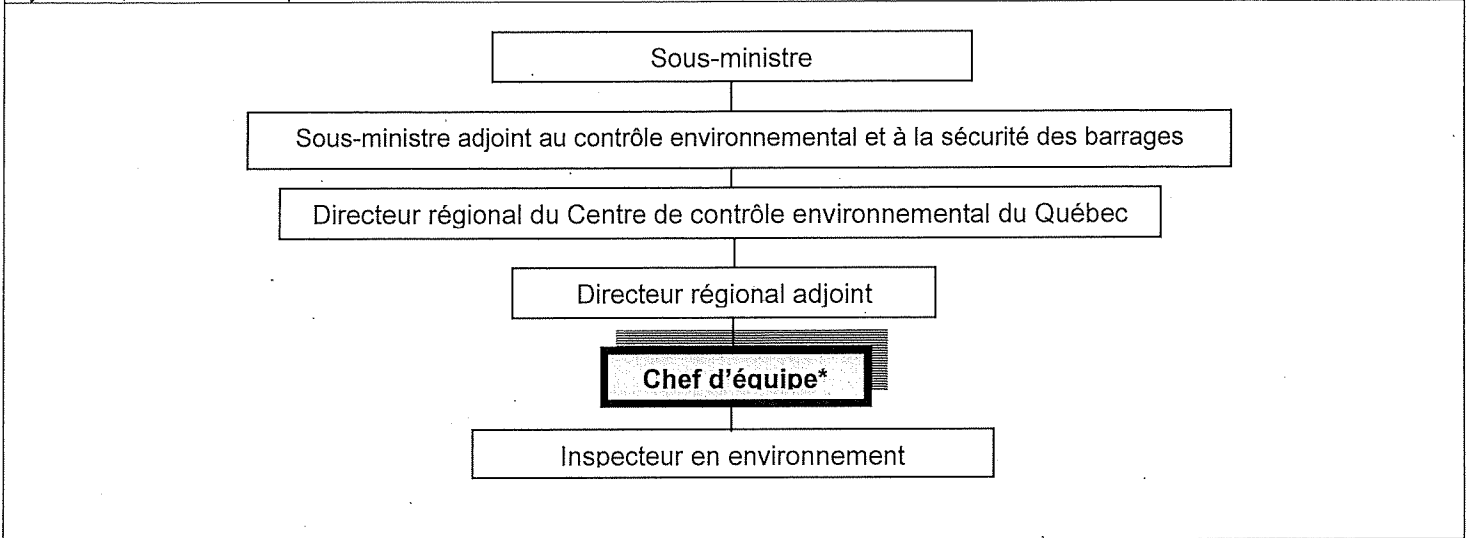 Sous-ministre
Sous-ministre adjoint au contrôle environnemental et à la sécurité des barrages
Directeur régional du Centre de contrôle environnemental du Québec
Directeur régional adjoint
Chef d'équipe*
Inspecteur en environnement